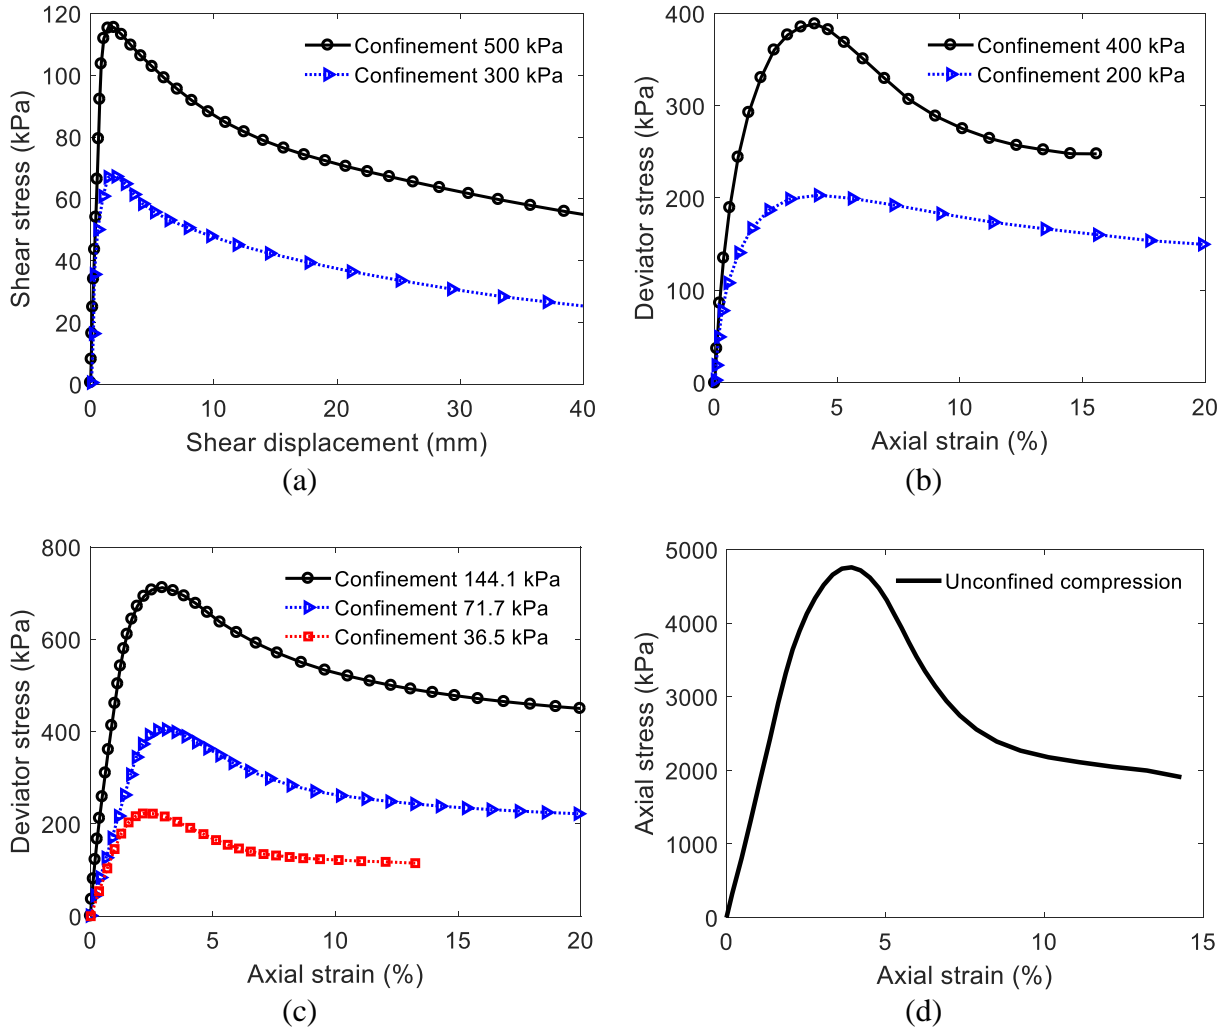 120
100
80
60
40
20
0
Shear stress (kPa)
Confinement 500 kPa
Confinement 300 kPa
0 10 20 30 40
Shear displacement (mm)
(a)
400
300
200
100
0
Deviator stress (kPa)
Confinement 400 kPa
Confinement 200 kPa
0 5 10 15 20
Axial strain (%)
(b)
800
600
400
200
0
Deviator stress (kPa)
Confinement 144.1 kPa
Confinement 71.7 kPa
Confinement 36.5 kPa
0 5 10 15 20
Axial strain (%)
(c)
5000
4000
3000
2000
1000
0
Axial stress (kPa)
Unconfined compression
0 5 10 15
Axial strain (%)
(d)